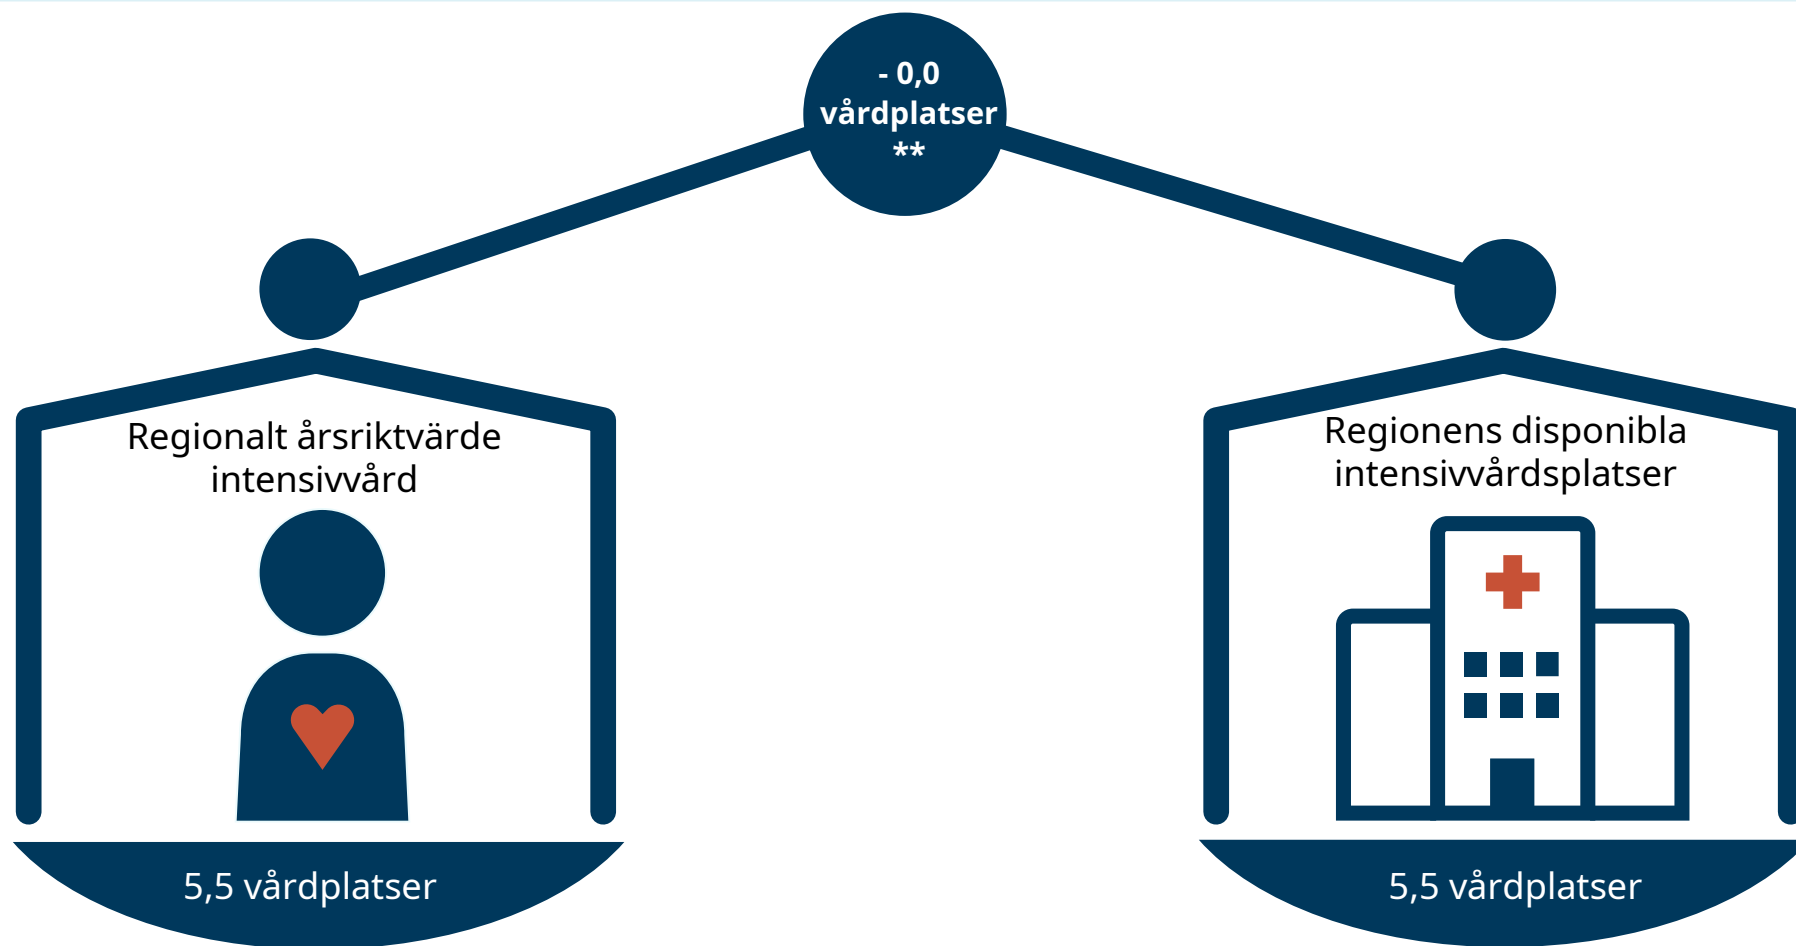 - 0,0
vårdplatser
**
Regionalt årsriktvärde
intensivvård
5,5 vårdplatser
Regionens disponibla
intensivvårdsplatser
5,5 vårdplatser